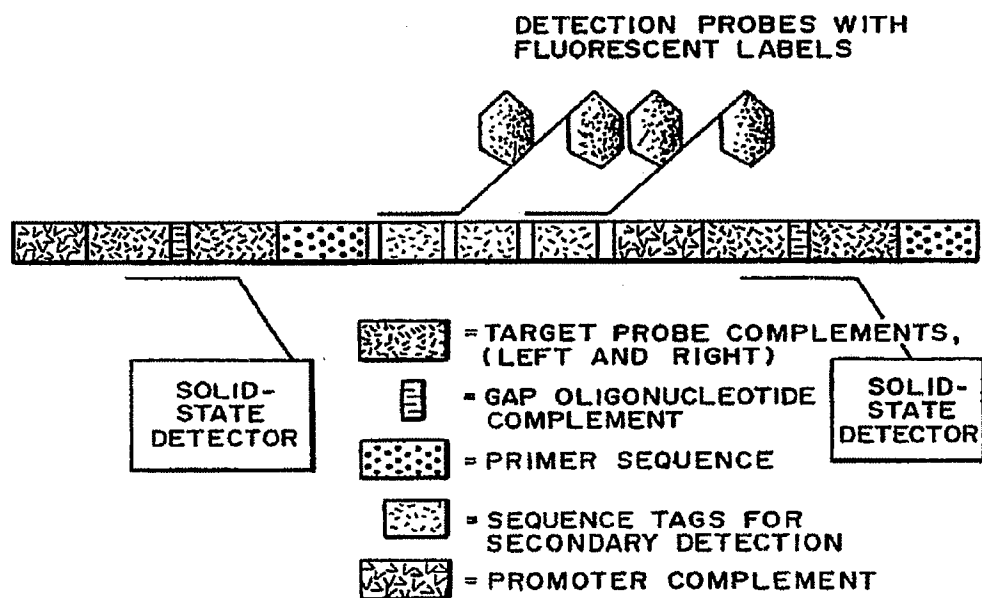 DETECTION PROBES WITH
FLUORESCENT LABELS
= TARGET PROBE COMPLEMENTS,
(LEFT AND RIGHT)
= GAP OLIGONUCLEOTIDE
COMPLEMENT
= PRIMER SEQUENCE
= SEQUENCE TAGS FOR
SECONDARY DETECTION
= PROMOTER COMPLEMENT
SOLID-
STATE
DETECTOR
SOLID-
STATE
DETECTOR